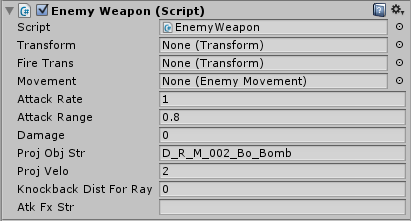 Enemy Weapon (Script)
Script EnemyWeapon
Transform None (Transform)
Fire Trans None (Transform)
Movement None (Enemy Movement)
Attack Rate 1
Attack Range 0.8
Damage 0
Proj Obj Str D_R_M_002_Bo_Bomb
Proj Velo 2
Knockback Dist For Ray 0
Atk Fx Str